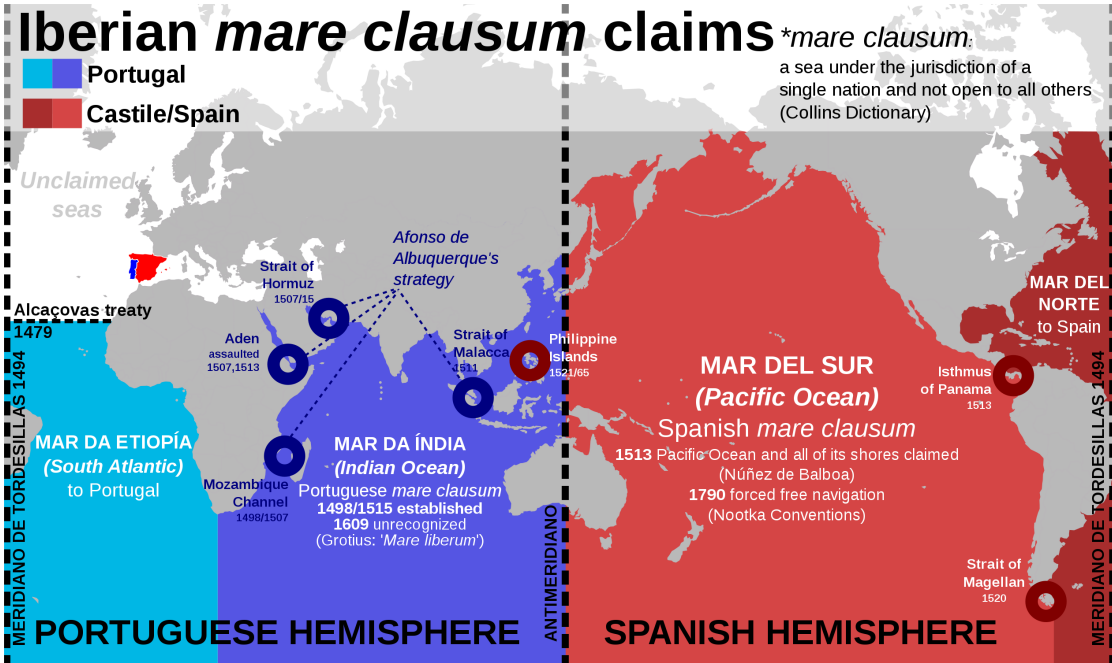 Iberian mare clausum claims
*mare clausum:
a sea under the jurisdiction of a
single nation and not open to all others
(Collins Dictionary)
Portugal
Castile/Spain
Unclaimed
seas
Afonso de
Albuquerque's
strategy
Strait of
Hormuz
1507/15
Alcaçovas treaty
1479
Aden
assaulted
1507,1513
Strait of
Malacca
1511
Philippine
Islands
1521/65
MAR DEL
NORTE
to Spain
Isthmus
of Panama
1513
MAR DEL SUR
(Pacific Ocean)
Spanish mare clausum
1513 Pacific Ocean and all of its shores claimed
(Núñez de Balboa)
1790 forced free navigation
(Nootka Conventions)
MAR DA ETIOPÍA
(South Atlantic)
to Portugal
MAR DA ÍNDIA
(Indian Ocean)
Portuguese mare clausum
1498/1515 established
1609 unrecognized
(Grotius: 'Mare liberum')
Mozambique
Channel
1498/1507
Strait of
Magellan
1520
MERIDIANO DE TORDESILLAS 1494
ANTIMERIDIANO
MERIDIANO DE TORDESILLAS 1494
PORTUGUESE HEMISPHERE
SPANISH HEMISPHERE